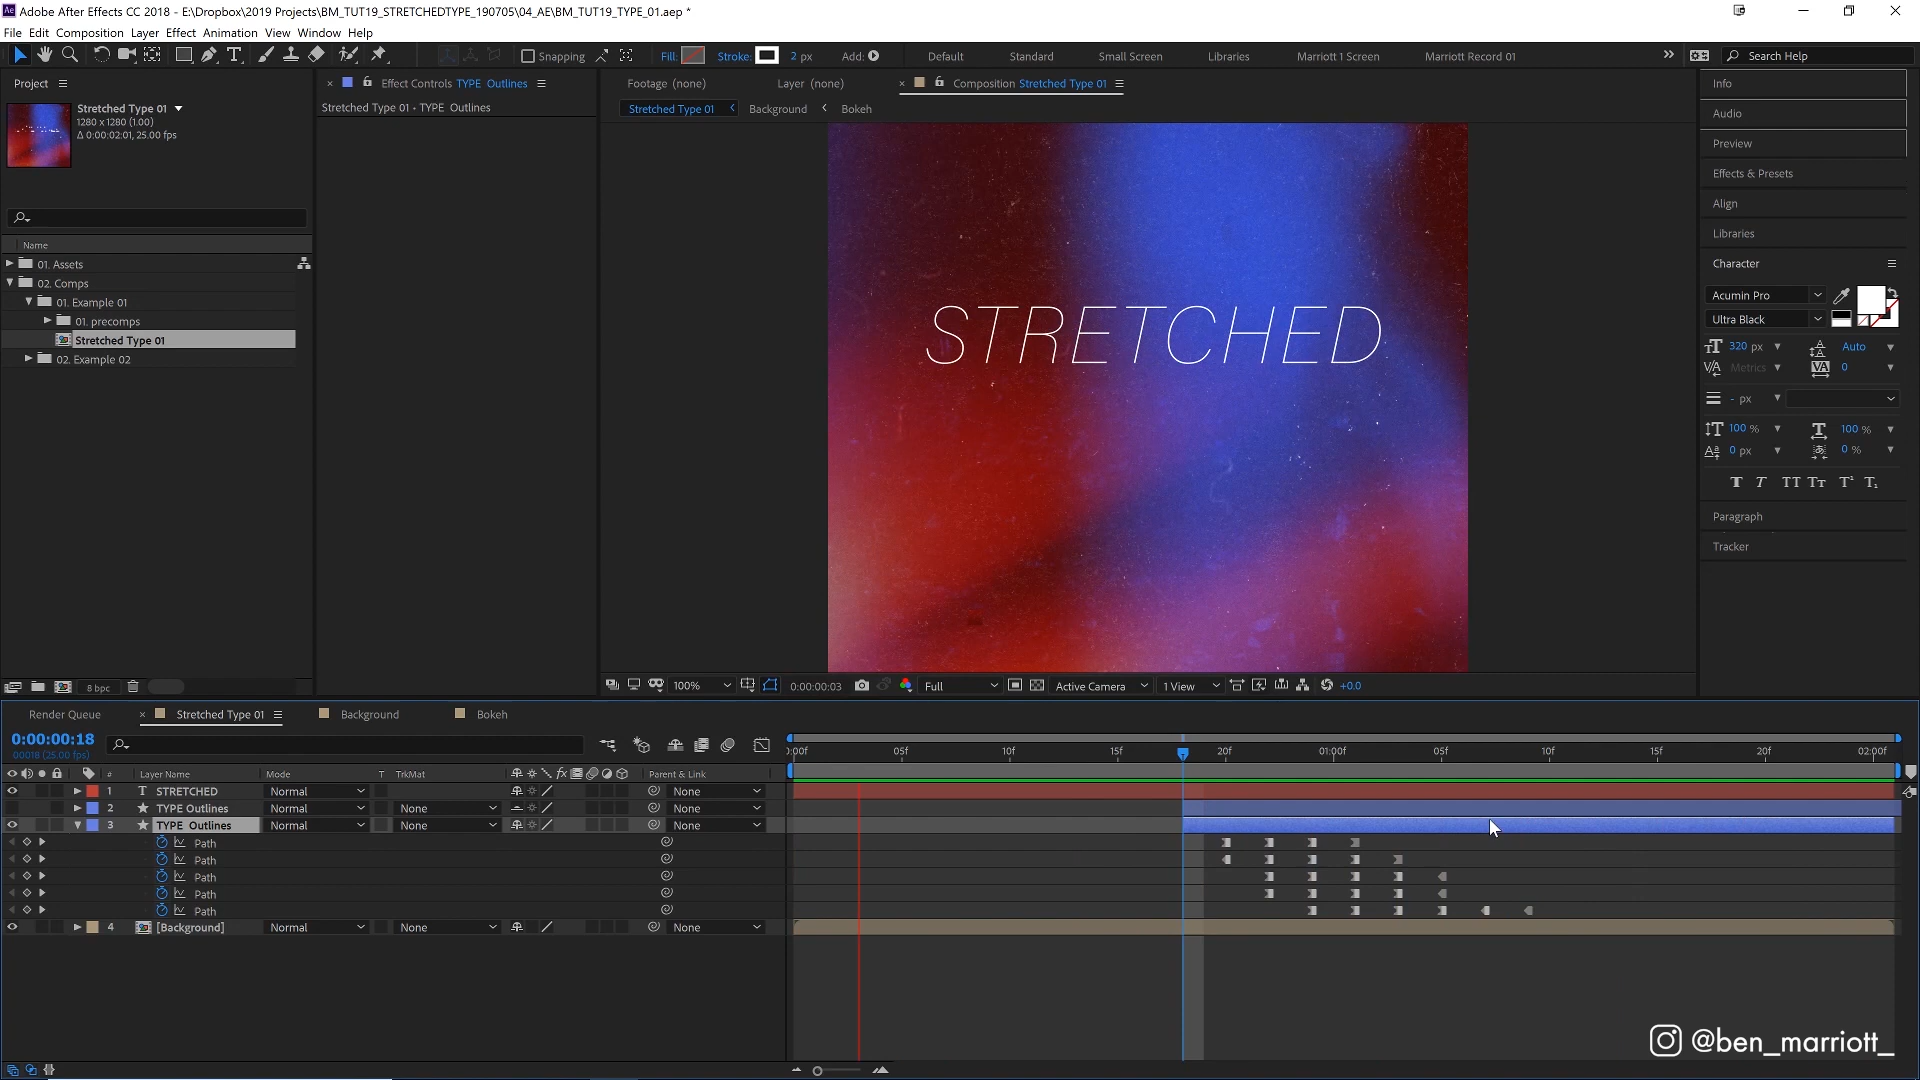 Adobe After Effects CC 2018 - E:\Dropbox\2019 Projects\BM_TUT19_STRETCHEDTYPE_190705\04_AE\BM_TUT19_TYPE_01.aep *
File Edit Composition Layer Effect Animation View Window Help
Snapping Fill: Stroke: 2 px Add: Default Standard Small Screen Libraries Marriott 1 Screen Marriott Record 01 Search Help
Project
Effect Controls TYPE Outlines
Footage (none) Layer (none) Composition Stretched Type 01
Info
Stretched Type 01
1280 x 1280 (1.00)
Δ 0:00:02:01, 25.00 fps
Stretched Type 01 • TYPE Outlines
Stretched Type 01 Background Bokeh
Audio
Preview
Effects & Presets
Align
Libraries
Character
Name
01. Assets
02. Comps
01. Example 01
01. precomps
Stretched Type 01
02. Example 02
STRETCHED
Acumin Pro
Ultra Black
320 px Auto
Metrics 0
- px
100 % 100 %
0 px 0 %
T T TT Tт T¹ T₁
Paragraph
Tracker
8 bpc
100% 0:00:00:03 Full Active Camera 1 View +0.0
Render Queue Stretched Type 01 Background Bokeh
0:00:00:18
00018 (25.00 fps)
):00f 05f 10f 15f 20f 01:00f 05f 10f 15f 20f 02:00f
# Layer Name Mode T TrkMat fx Parent & Link
1 T STRETCHED Normal None
2 TYPE Outlines Normal None None
3 TYPE Outlines Normal None None
Path
Path
Path
Path
Path
4 [Background] Normal None None
@ben_marriott_